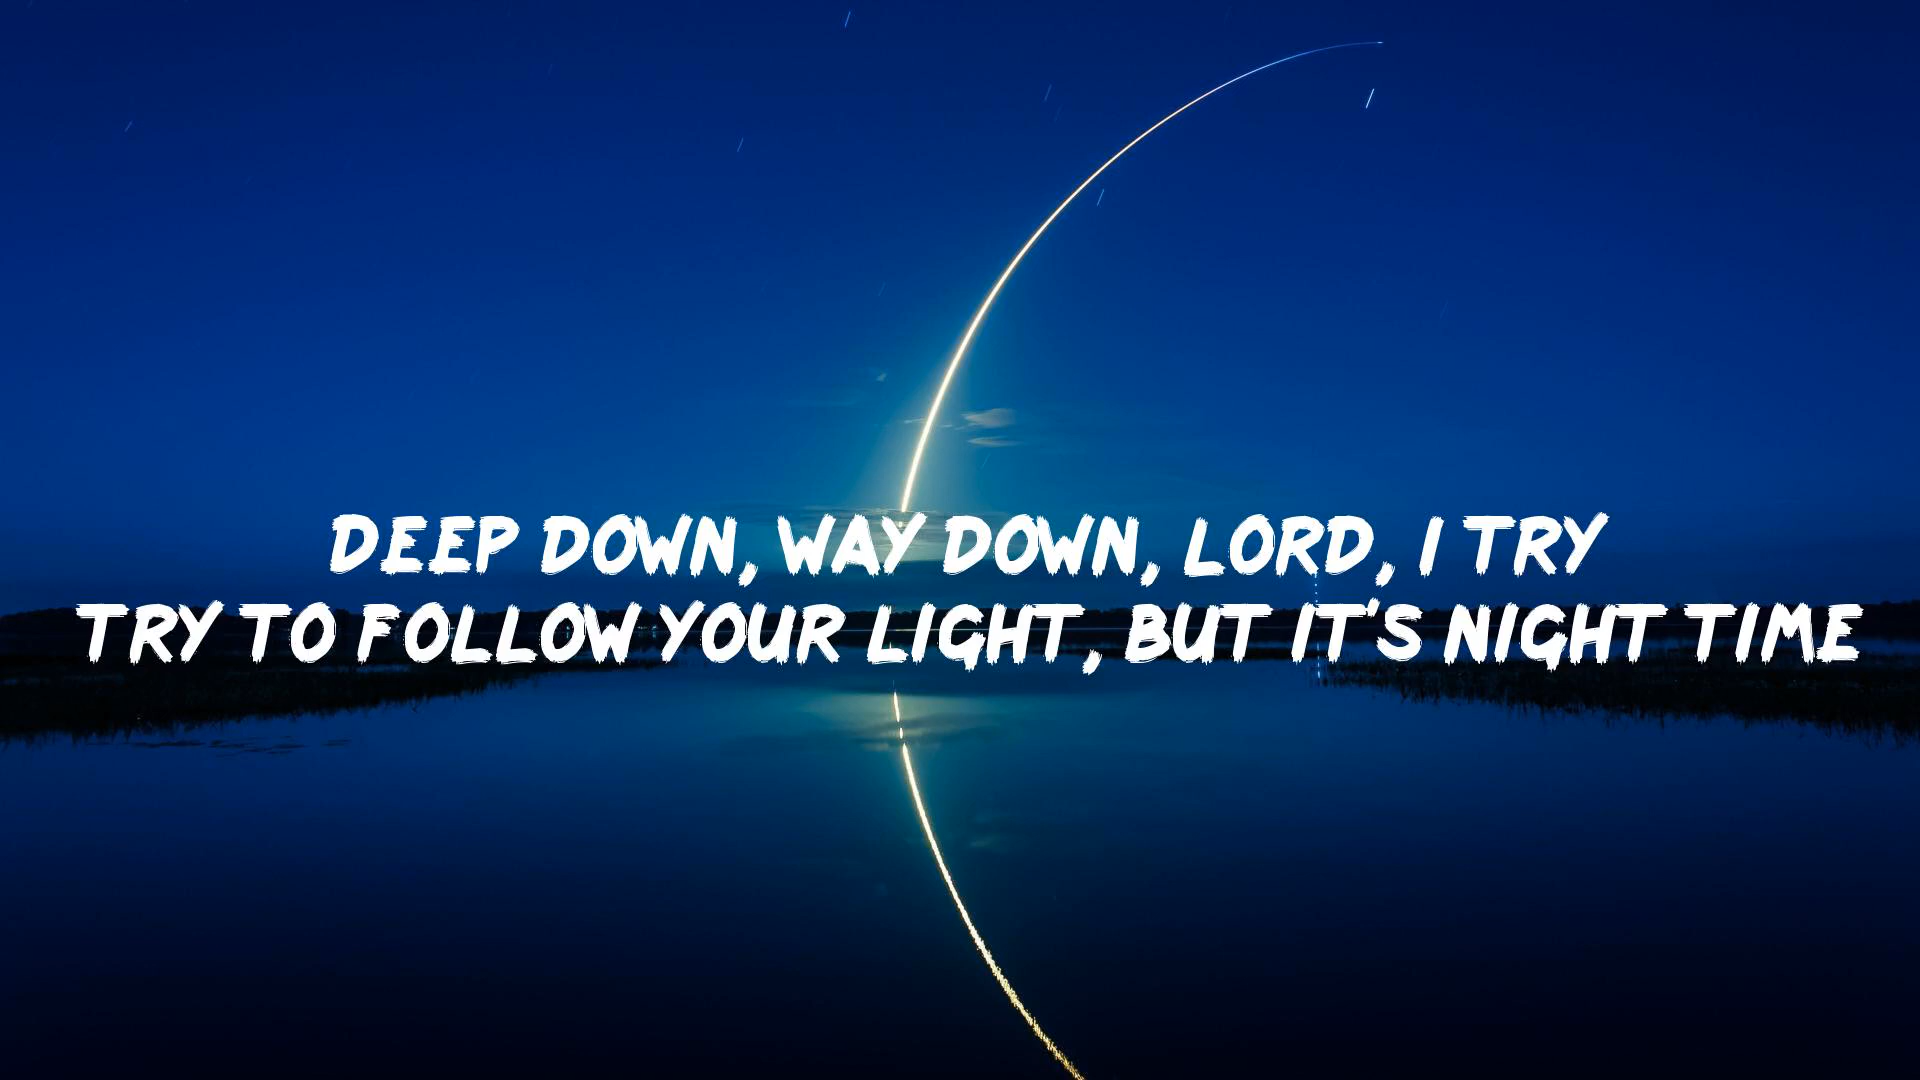 DEEP DOWN, WAY DOWN, LORD, I TRY
TRY TO FOLLOW YOUR LIGHT, BUT IT'S NIGHT TIME